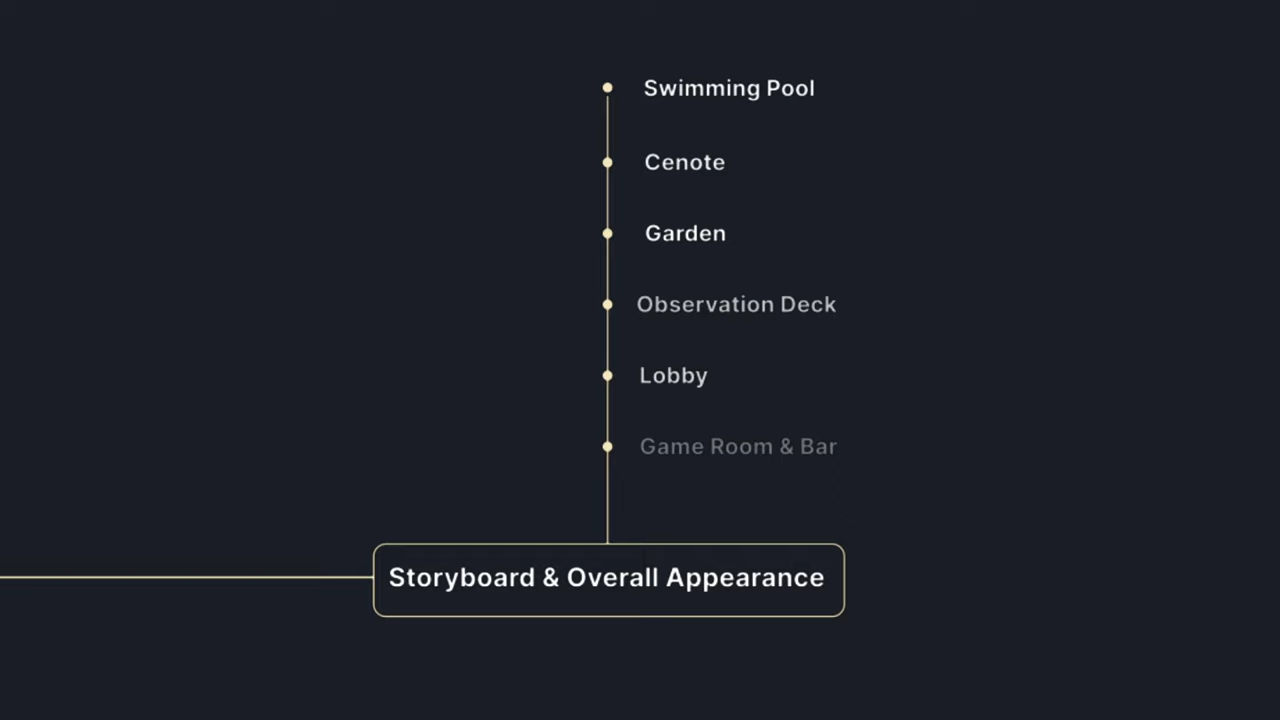 Swimming Pool
Cenote
Garden
Observation Deck
Lobby
Game Room & Bar
Storyboard & Overall Appearance